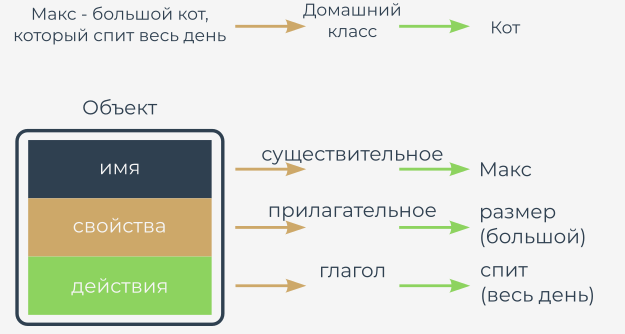 Макс - большой кот,
который спит весь день
Домашний
класс
Кот
Объект
имя
существительное
Макс
свойства
прилагательное
размер
(большой)
действия
глагол
спит
(весь день)